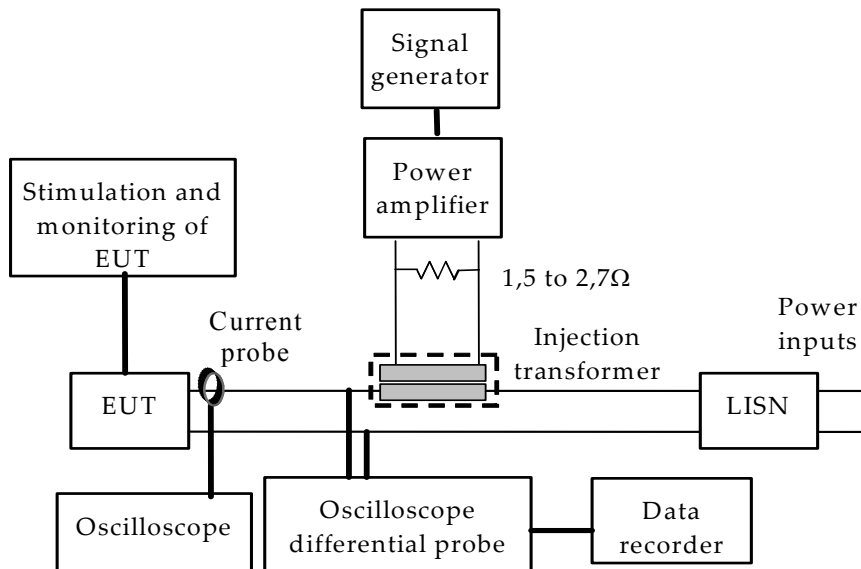 Signal
generator
Power
amplifier
Stimulation and
monitoring of
EUT
1,5 to 2,7Ω
Current
probe
Injection
transformer
Power
inputs
EUT
LISN
Oscilloscope
Oscilloscope
differential probe
Data
recorder